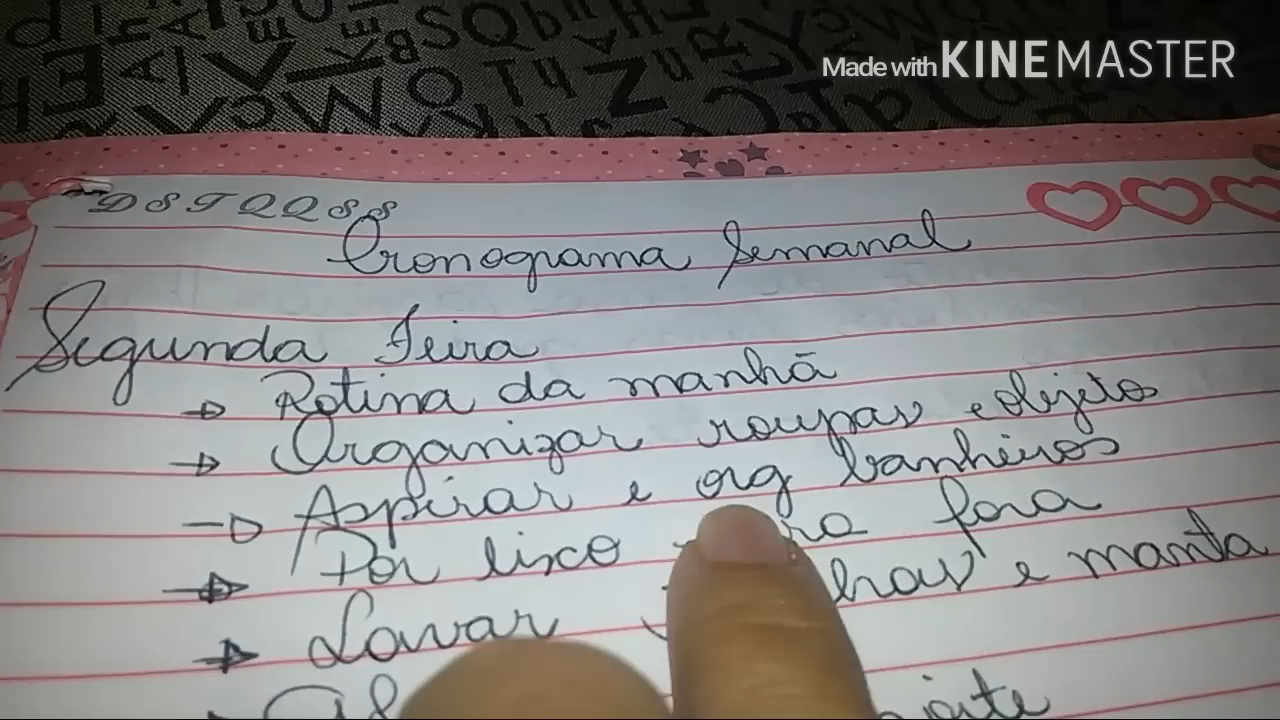 Made with KINEMASTER
D S T Q Q S S
Cronograma Semanal
Segunda Feira
→ Rotina da manhã
→ Organizar roupas e objeto
→ Aspirar e org banheiros
→ Por lixo fora
→ Lavar e manta